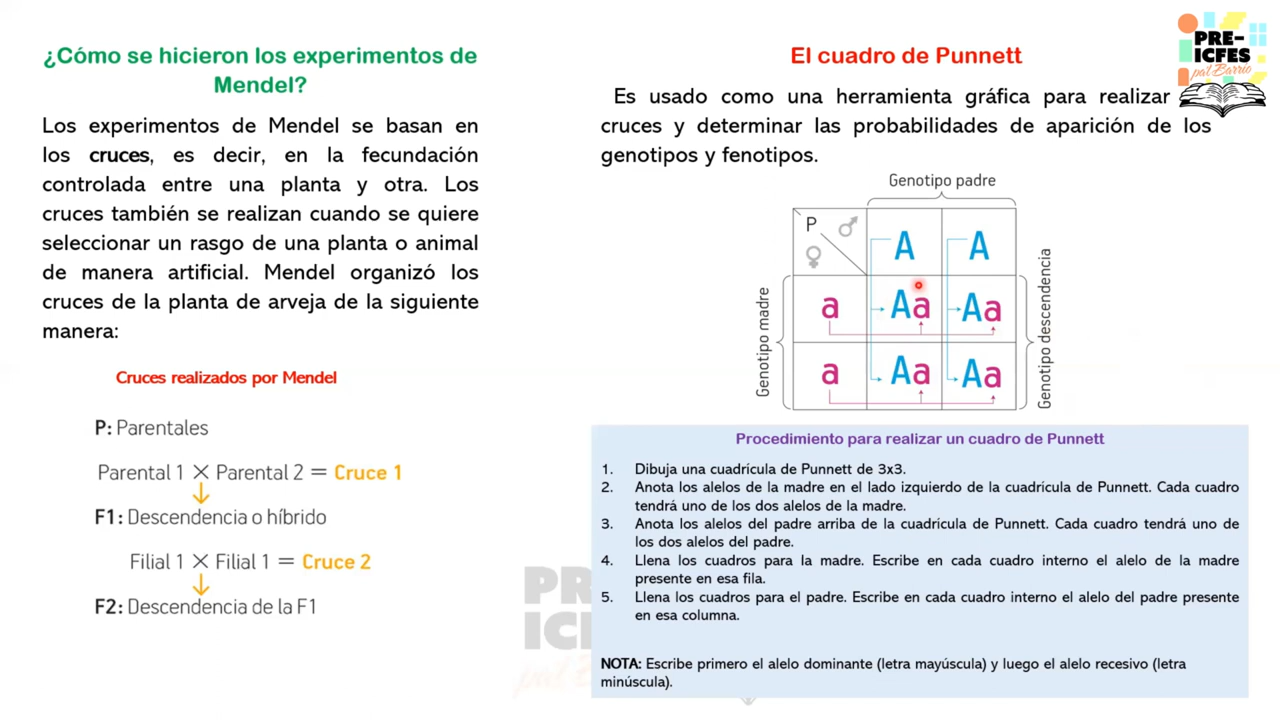 ¿Cómo se hicieron los experimentos de
Mendel?
Los experimentos de Mendel se basan en
los cruces, es decir, en la fecundación
controlada entre una planta y otra. Los
cruces también se realizan cuando se quiere
seleccionar un rasgo de una planta o animal
de manera artificial. Mendel organizó los
cruces de la planta de arveja de la siguiente
manera:
Cruces realizados por Mendel
P: Parentales
Parental 1 × Parental 2 = Cruce 1
F1: Descendencia o híbrido
Filial 1 × Filial 1 = Cruce 2
F2: Descendencia de la F1
El cuadro de Punnett
Es usado como una herramienta gráfica para realizar
cruces y determinar las probabilidades de aparición de los
genotipos y fenotipos.
Genotipo padre
P ♂
♀
A A
a Aa Aa
a Aa Aa
Genotipo madre
Genotipo descendencia
Procedimiento para realizar un cuadro de Punnett
1. Dibuja una cuadrícula de Punnett de 3x3.
2. Anota los alelos de la madre en el lado izquierdo de la cuadrícula de Punnett. Cada cuadro
tendrá uno de los dos alelos de la madre.
3. Anota los alelos del padre arriba de la cuadrícula de Punnett. Cada cuadro tendrá uno de
los dos alelos del padre.
4. Llena los cuadros para la madre. Escribe en cada cuadro interno el alelo de la madre
presente en esa fila.
5. Llena los cuadros para el padre. Escribe en cada cuadro interno el alelo del padre presente
en esa columna.
NOTA: Escribe primero el alelo dominante (letra mayúscula) y luego el alelo recesivo (letra
minúscula).
PRE-
ICFES
pa'l Barrio